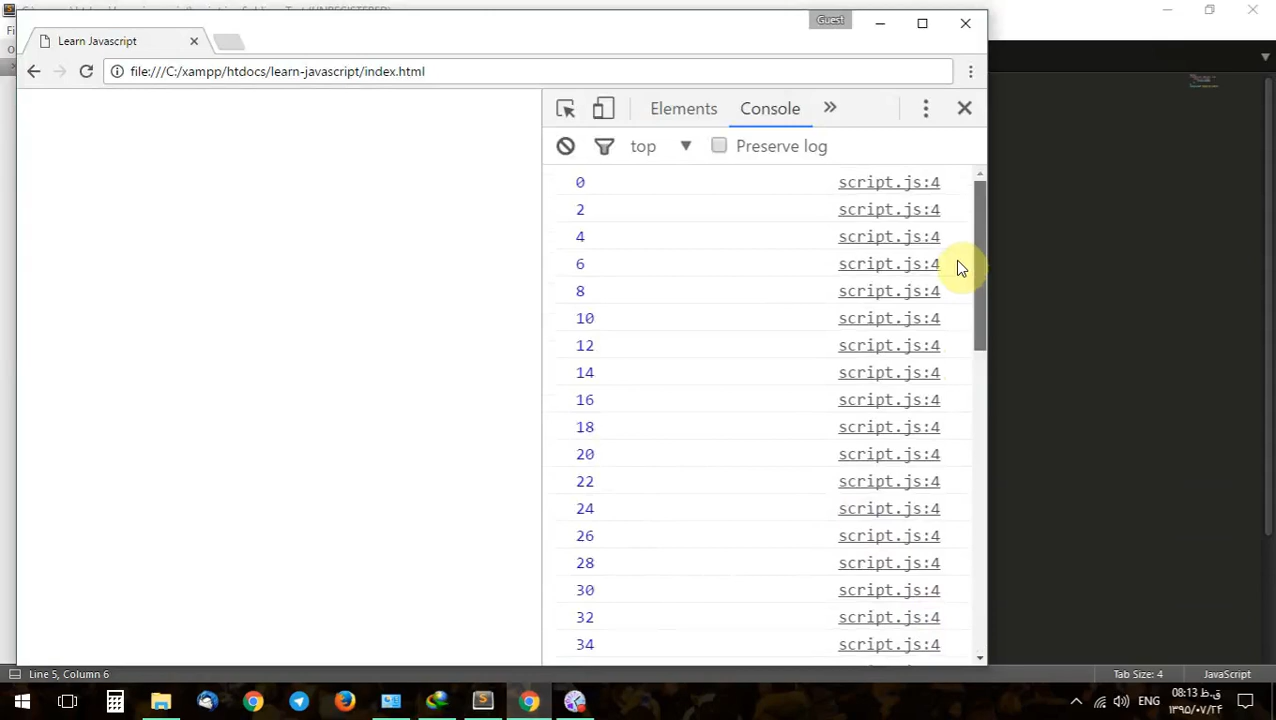 Guest
Learn Javascript
file:///C:/xampp/htdocs/learn-javascript/index.html
Elements Console »
top Preserve log
0 script.js:4
2 script.js:4
4 script.js:4
6 script.js:4
8 script.js:4
10 script.js:4
12 script.js:4
14 script.js:4
16 script.js:4
18 script.js:4
20 script.js:4
22 script.js:4
24 script.js:4
26 script.js:4
28 script.js:4
30 script.js:4
32 script.js:4
34 script.js:4
Line 5, Column 6 Tab Size: 4 JavaScript
ENG 08:13 ق.ظ
۱۳۹۵/۰۷/۲۴